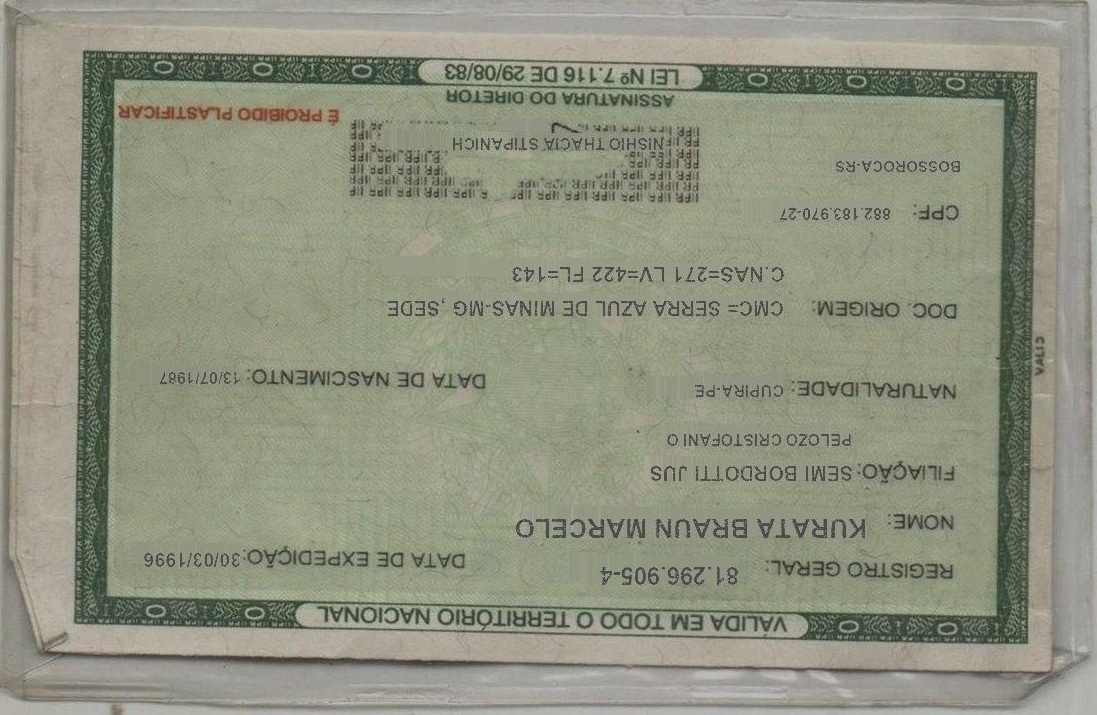 VÁLIDA EM TODO O TERRITÓRIO NACIONAL
REGISTRO GERAL: 81.296.905-4 DATA DE EXPEDIÇÃO: 30/03/1996
NOME: KURATA BRAUN MARCELO
FILIAÇÃO: SEMI BORDOTTI JUS
PELOZO CRISTOFANI O
NATURALIDADE: CUPIRA-PE DATA DE NASCIMENTO: 13/07/1987
DOC. ORIGEM: CMC= SERRA AZUL DE MINAS-MG ,SEDE
C.NAS=271 LV=422 FL=143
CPF: 882.183.970-27
BOSSOROCA-RS
NISHIO THACIA STIPANICH
ASSINATURA DO DIRETOR
É PROIBIDO PLASTIFICAR
LEI Nº 7.116 DE 29/08/83
VALID